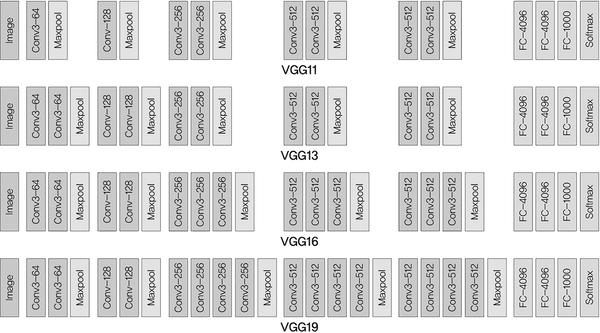 Image
Conv3-64
Maxpool
Conv-128
Maxpool
Conv3-256
Conv3-256
Maxpool
Conv3-512
Conv3-512
Maxpool
Conv3-512
Conv3-512
Maxpool
FC-4096
FC-4096
FC-1000
Softmax
VGG11
Image
Conv3-64
Conv3-64
Maxpool
Conv-128
Conv-128
Maxpool
Conv3-256
Conv3-256
Maxpool
Conv3-512
Conv3-512
Maxpool
Conv3-512
Conv3-512
Maxpool
FC-4096
FC-4096
FC-1000
Softmax
VGG13
Image
Conv3-64
Conv3-64
Maxpool
Conv-128
Conv-128
Maxpool
Conv3-256
Conv3-256
Conv3-256
Maxpool
Conv3-512
Conv3-512
Conv3-512
Maxpool
Conv3-512
Conv3-512
Conv3-512
Maxpool
FC-4096
FC-4096
FC-1000
Softmax
VGG16
Image
Conv3-64
Conv3-64
Maxpool
Conv-128
Conv-128
Maxpool
Conv3-256
Conv3-256
Conv3-256
Conv3-256
Maxpool
Conv3-512
Conv3-512
Conv3-512
Conv3-512
Maxpool
Conv3-512
Conv3-512
Conv3-512
Conv3-512
Maxpool
FC-4096
FC-4096
FC-1000
Softmax
VGG19